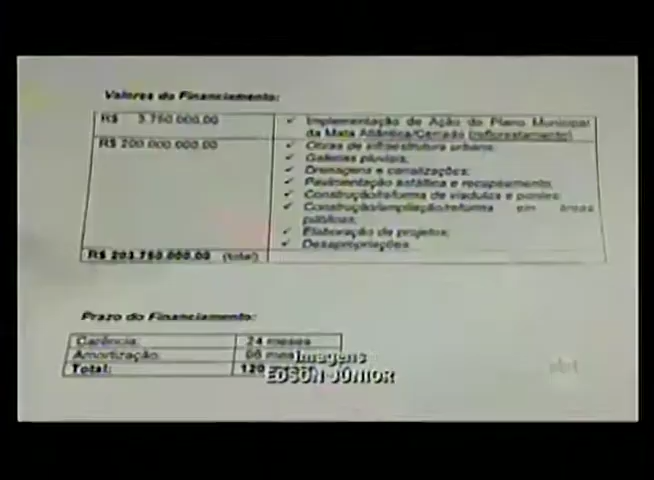 Valores do Financiamento:
R$ 3.750.000,00
✓ Implementação de Ação do Plano Municipal
da Mata Atlântica/Cerrado (reflorestamento)
R$ 200.000.000,00
✓ Obras de infraestrutura urbana;
✓ Galerias pluviais;
✓ Drenagens e canalizações;
✓ Pavimentação asfáltica e recapeamento;
✓ Construção/reforma de viadutos e pontes;
✓ Construção/ampliação/reforma em áreas
públicas;
✓ Elaboração de projetos;
✓ Desapropriações
R$ 203.750.000,00 (total)
Prazo do Financiamento:
Carência: 24 meses
Amortização
Total: 120
Imagens
EDSON JÚNIOR
sbt